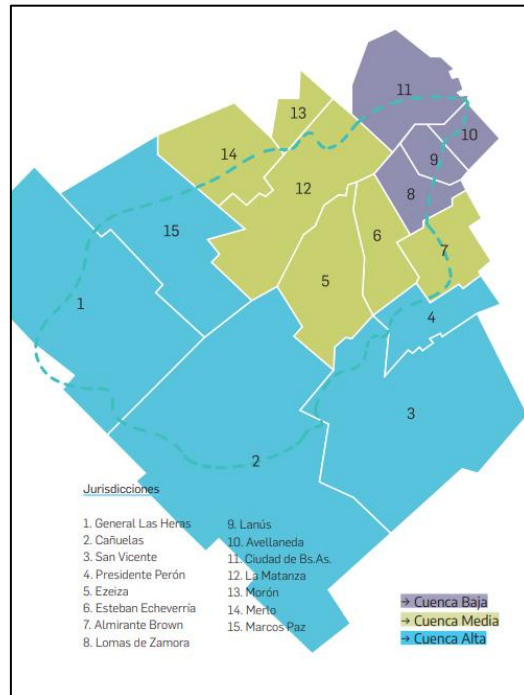 11
10
13
9
14
12
8
15
6
7
5
1
4
3
2
Jurisdicciones
1. General Las Heras
2. Cañuelas
3. San Vicente
4. Presidente Perón
5. Ezeiza
6. Esteban Echeverría
7. Almirante Brown
8. Lomas de Zamora
9. Lanús
10. Avellaneda
11. Ciudad de Bs.As.
12. La Matanza
13. Morón
14. Merlo
15. Marcos Paz
→ Cuenca Baja
→ Cuenca Media
→ Cuenca Alta